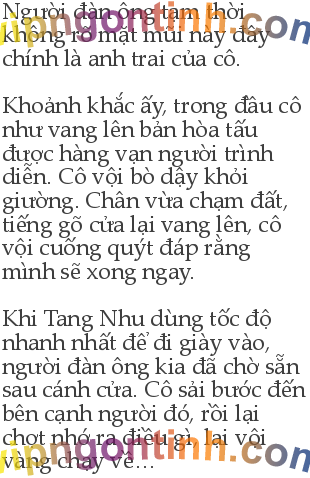 Người đàn ông tạm thời
không rõ mặt mũi này đây
chính là anh trai của cô.
Khoảnh khắc ấy, trong đầu cô
như vang lên bản hòa tấu
được hàng vạn người trình
diễn. Cô vội bò dậy khỏi
giường. Chân vừa chạm đất,
tiếng gõ cửa lại vang lên, cô
vội cuống quýt đáp rằng
mình sẽ xong ngay.
Khi Tang Nhu dùng tốc độ
nhanh nhất để đi giày vào,
người đàn ông kia đã chờ sẵn
sau cánh cửa. Cô sải bước đến
bên cạnh người đó, rồi lại
chợt nhớ ra điều gì, lại vội
vàng chạy về...
vipngontinh.com
vipngontinh.com